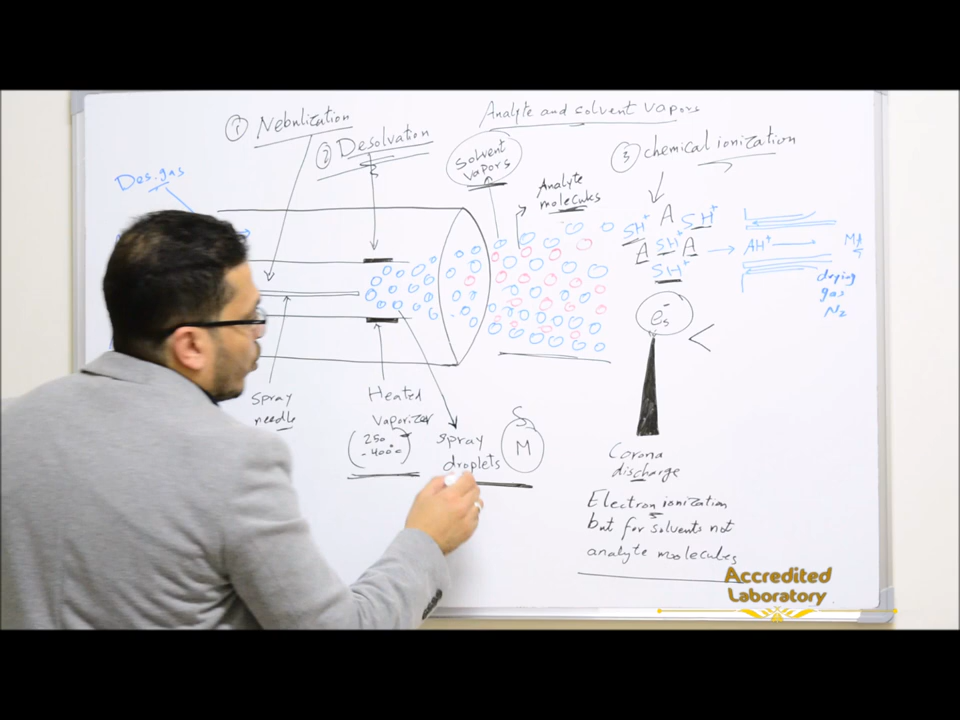 ① Nebulization
② Desolvation
Analyte and solvent vapors
③ chemical ionization
Des.gas
Solvent
vapors
Analyte
molecules
SH⁺ A SH⁺
A SH⁺ A
SH⁺
AH⁺
drying
gas
N₂
e⁻s
Spray
needle
Heated
vaporizer
(250
-400°C)
spray
droplets
S
M
Corona
discharge
Electron ionization
but for solvents not
analyte molecules
Accredited
Laboratory